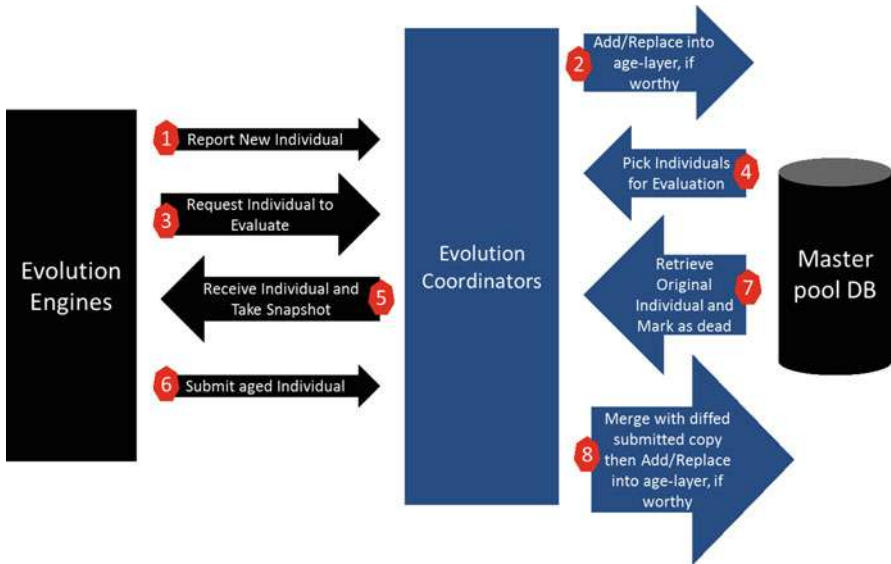 Evolution
Engines
1
Report New Individual
3
Request Individual to
Evaluate
Receive Individual and
Take Snapshot
5
6
Submit aged Individual
Evolution
Coordinators
2
Add/Replace into
age-layer, if
worthy
Pick Individuals
for Evaluation
4
Retrieve
Original
Individual and
Mark as dead
7
8
Merge with diffed
submitted copy
then Add/Replace
into age-layer, if
worthy
Master
pool DB